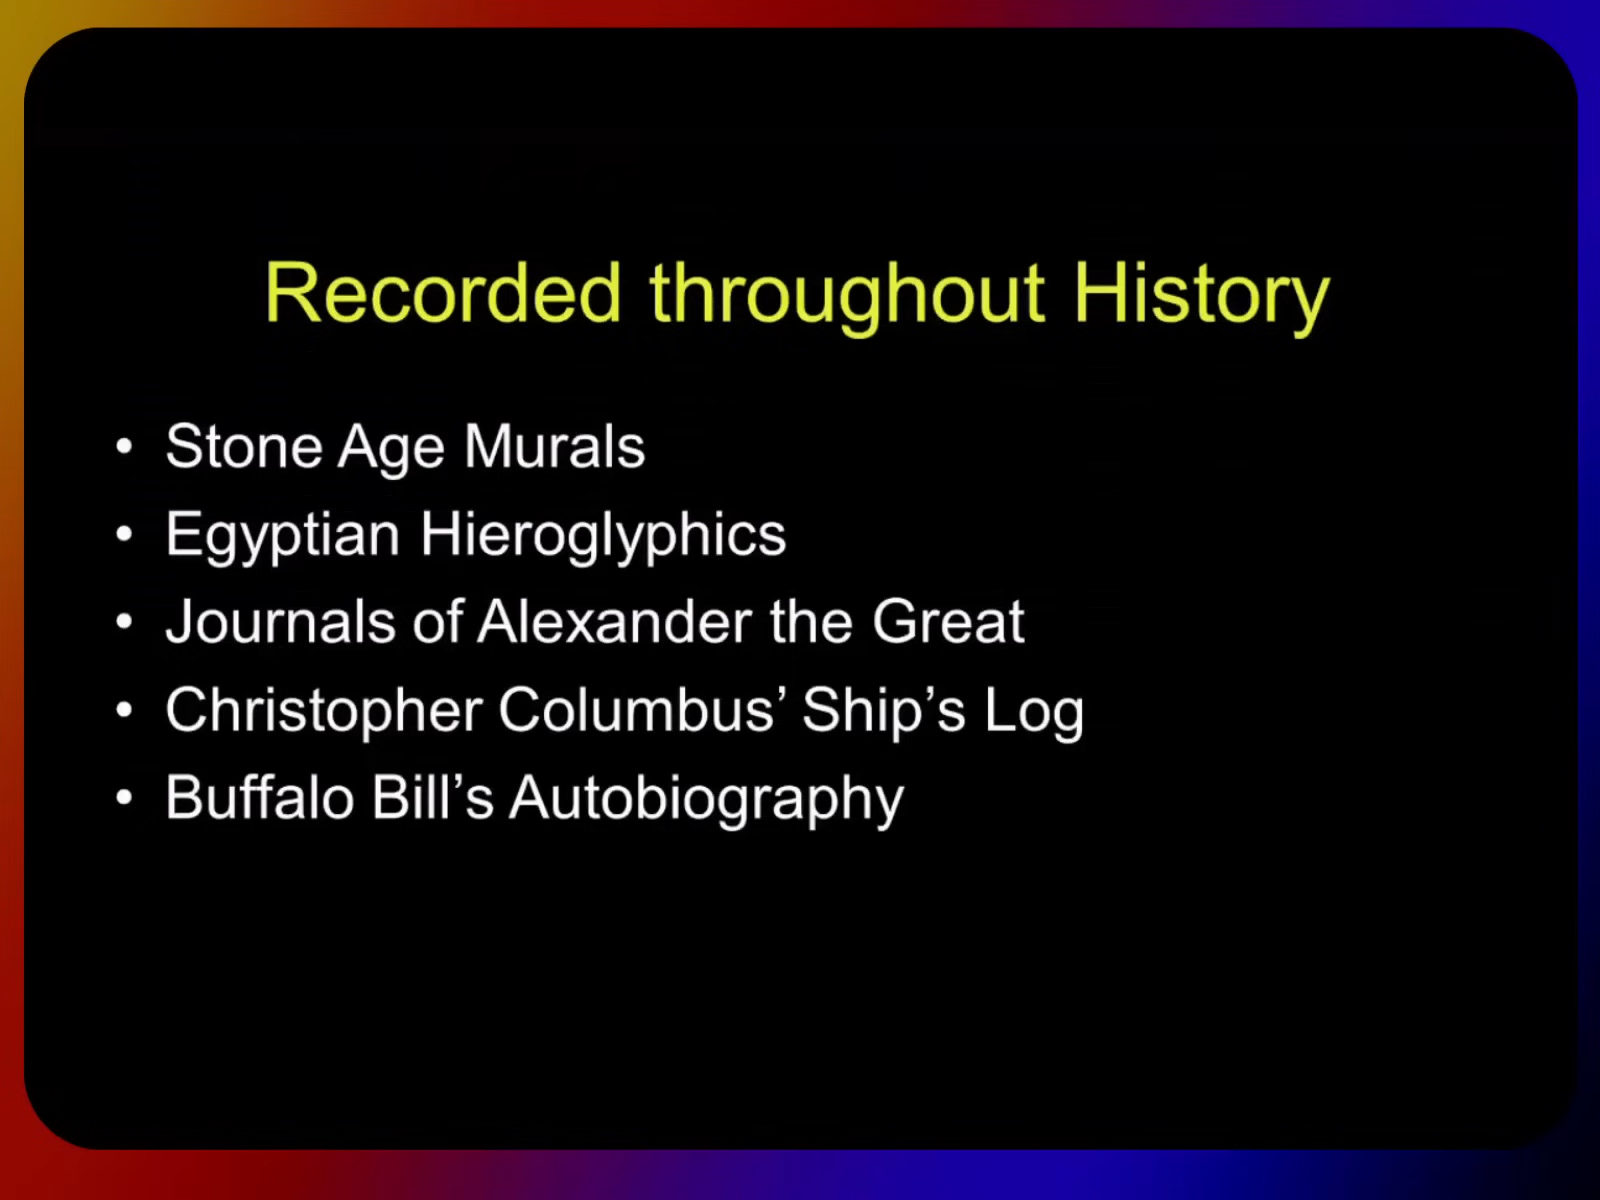 Recorded throughout History
• Stone Age Murals
• Egyptian Hieroglyphics
• Journals of Alexander the Great
• Christopher Columbus’ Ship’s Log
• Buffalo Bill’s Autobiography